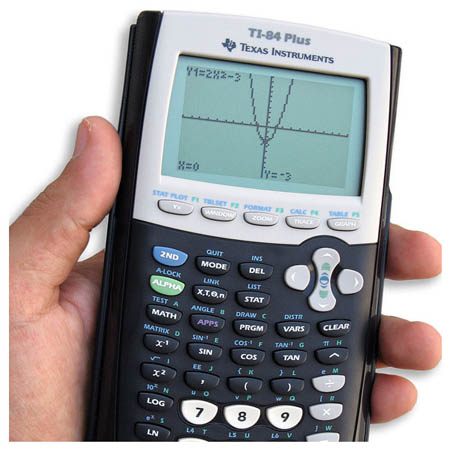 TI-84 Plus
TEXAS INSTRUMENTS
Y1=2X2-3
X=0 Y=-3
STAT PLOT F1 TBLSET F2 FORMAT F3 CALC F4 TABLE F5
Y= WINDOW ZOOM TRACE GRAPH
QUIT INS
2ND MODE DEL
A-LOCK LINK LIST
ALPHA X,T,Θ,n STAT
TEST A ANGLE B DRAW C DISTR
MATH APPS PRGM VARS CLEAR
MATRIX D SIN⁻¹ E COS⁻¹ F TAN⁻¹ G π H
x⁻¹ SIN COS TAN ^
√ I EE J { K } L e M
x² , ( ) ÷
10ˣ N
LOG 7 8 9 ×
eˣ S L4 T L5 U L6 V
LN